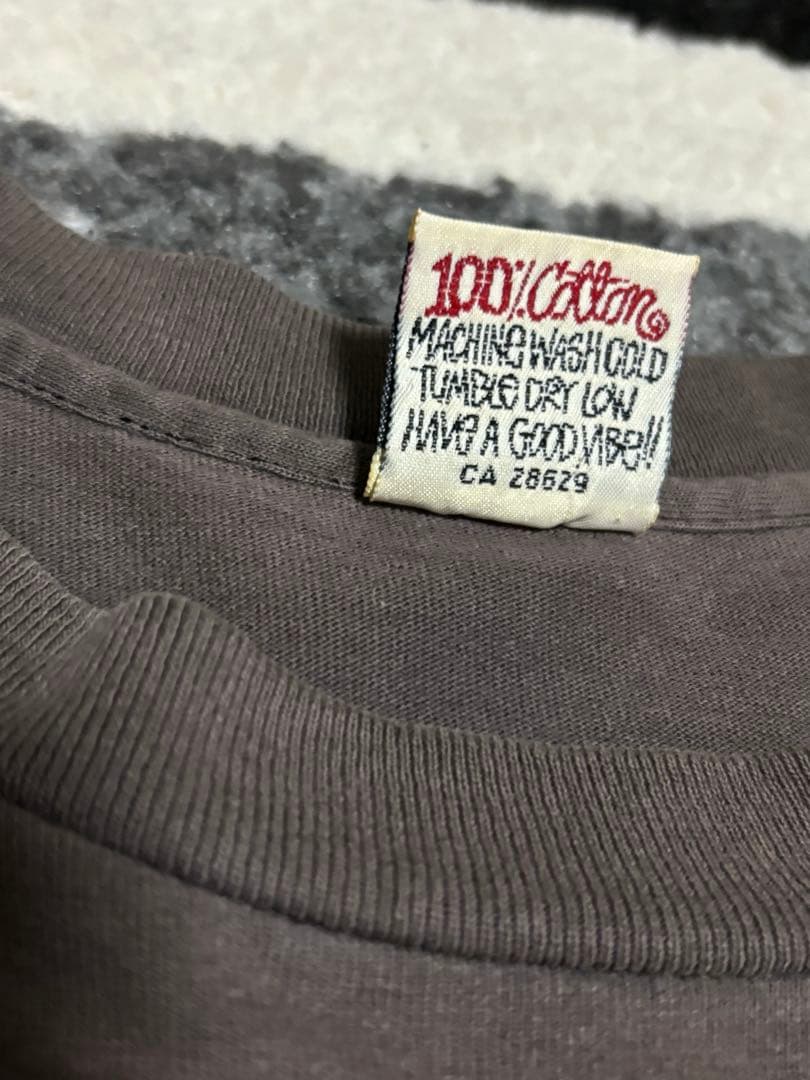 100% Cotton
MACHINE WASH COLD
TUMBLE DRY LOW
HAVE A GOOD VIBE!!
CA 28629